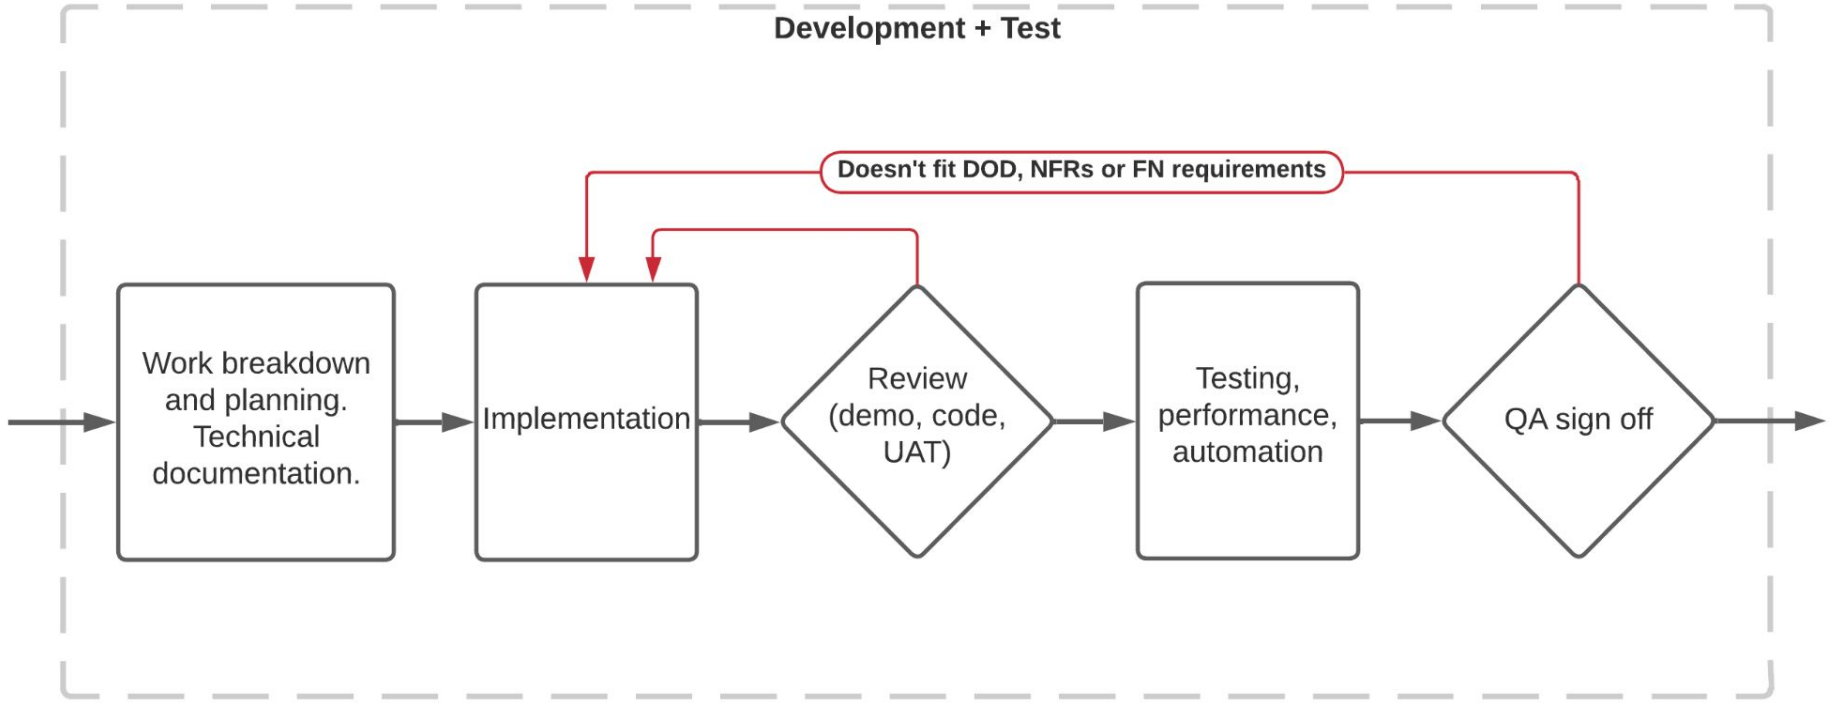 Development + Test
Doesn't fit DOD, NFRs or FN requirements
Work breakdown
and planning.
Technical
documentation.
Implementation
Review
(demo, code,
UAT)
Testing,
performance,
automation
QA sign off